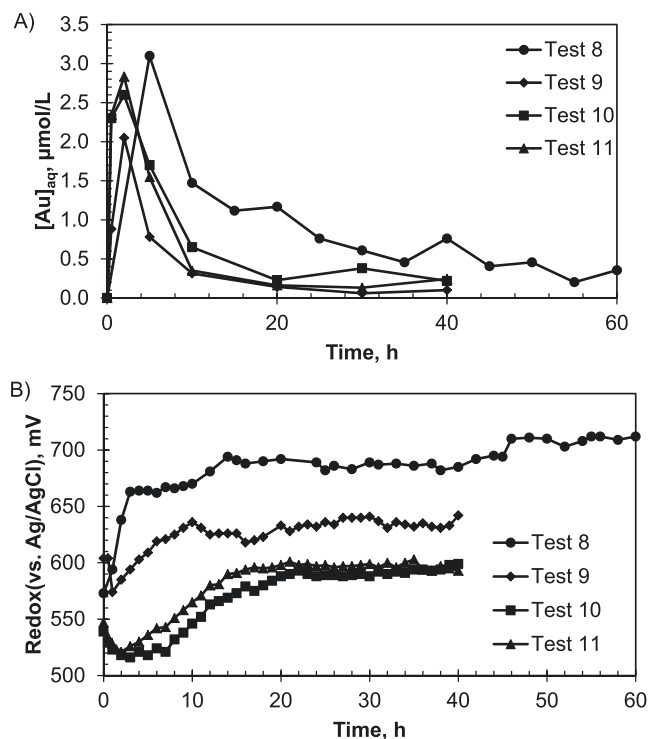 A)
3.5
3.0
2.5
2.0
1.5
1.0
0.5
0.0
[Au]aq, µmol/L
0 20 40 60
Time, h
Test 8
Test 9
Test 10
Test 11
B)
750
700
650
600
550
500
Redox(vs. Ag/AgCl), mV
0 10 20 30 40 50 60
Time, h
Test 8
Test 9
Test 10
Test 11